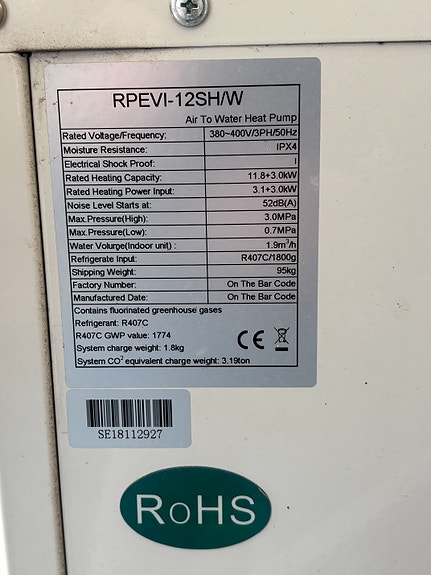 RPEVI-12SH/W
Air To Water Heat Pump
Rated Voltage/Frequency: 380~400V/3PH/50Hz
Moisture Resistance: IPX4
Electrical Shock Proof: I
Rated Heating Capacity: 11.8+3.0kW
Rated Heating Power Input: 3.1+3.0kW
Noise Level Starts at: 52dB(A)
Max.Pressure(High): 3.0MPa
Max.Pressure(Low): 0.7MPa
Water Volurge(Indoor unit) : 1.9m³/h
Refrigerate Input: R407C/1800g
Shipping Weight: 95kg
Factory Number: On The Bar Code
Manufactured Date: On The Bar Code
Contains fluorinated greenhouse gases
Refrigerant: R407C
R407C GWP value: 1774
System charge weight: 1.8kg
System CO² equivalent charge weight: 3.19ton
CE
SE18112927
RoHS